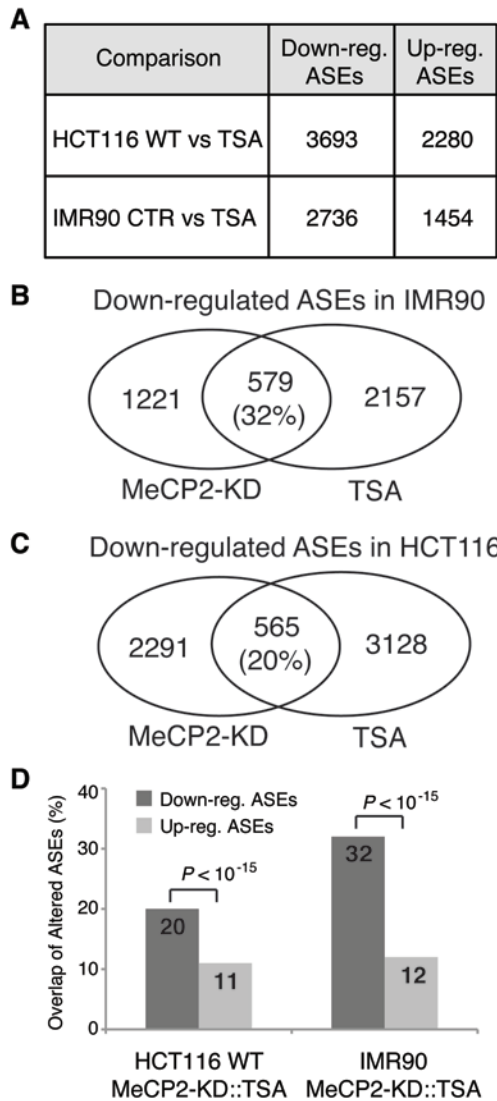 A
Comparison
Down-reg. ASEs
Up-reg. ASEs
HCT116 WT vs TSA
3693
2280
IMR90 CTR vs TSA
2736
1454
B
Down-regulated ASEs in IMR90
1221
579
(32%)
2157
MeCP2-KD
TSA
C
Down-regulated ASEs in HCT116
2291
565
(20%)
3128
MeCP2-KD
TSA
D
Overlap of Altered ASEs (%)
40
30
20
10
0
Down-reg. ASEs
Up-reg. ASEs
P < 10-15
P < 10-15
20
11
32
12
HCT116 WT
MeCP2-KD::TSA
IMR90
MeCP2-KD::TSA